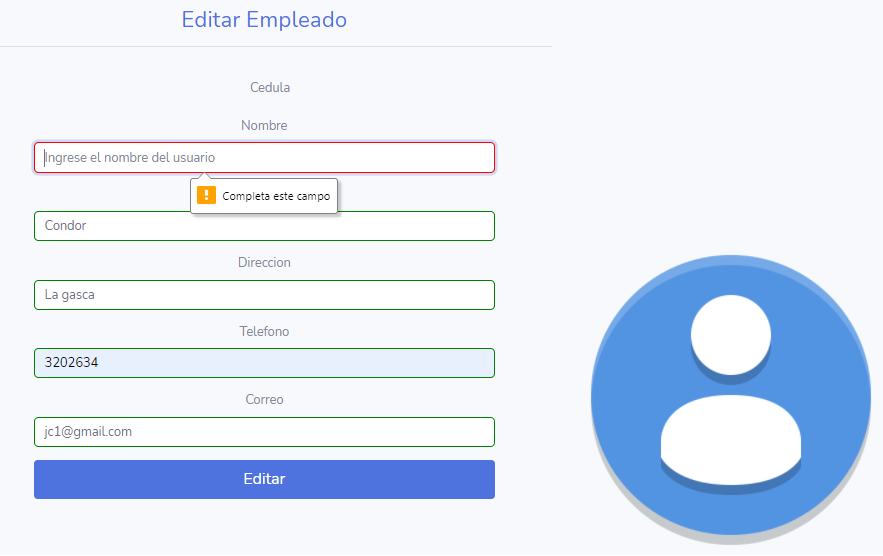 Editar Empleado
Cedula
Nombre
Ingrese el nombre del usuario
! Completa este campo
Condor
Direccion
La gasca
Telefono
3202634
Correo
jc1@gmail.com
Editar